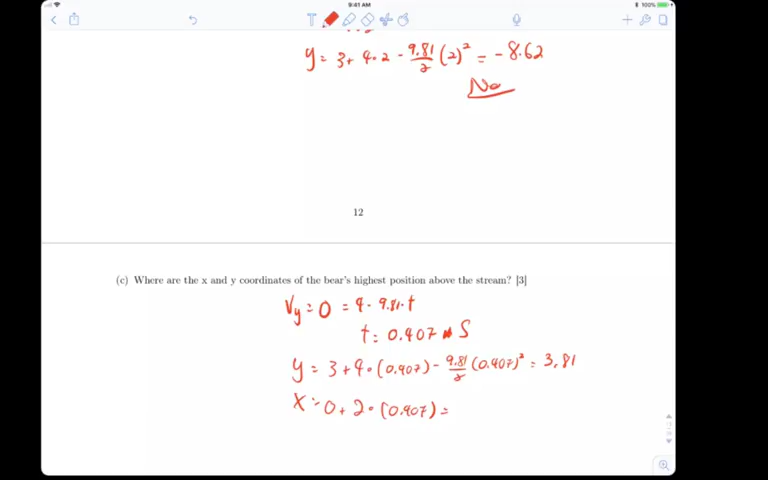 9:41 AM
100%
T
y = 3 + 4 • 2 - 9.81/2 (2)² = - 8.62
No
12
(c) Where are the x and y coordinates of the bear's highest position above the stream? [3]
Vy = 0 = 4 - 9.81 • t
t = 0.407 S
y = 3 + 4 • (0.407) - 9.81/2 (0.407)² = 3,81
X = 0 + 2 • (0.407) =